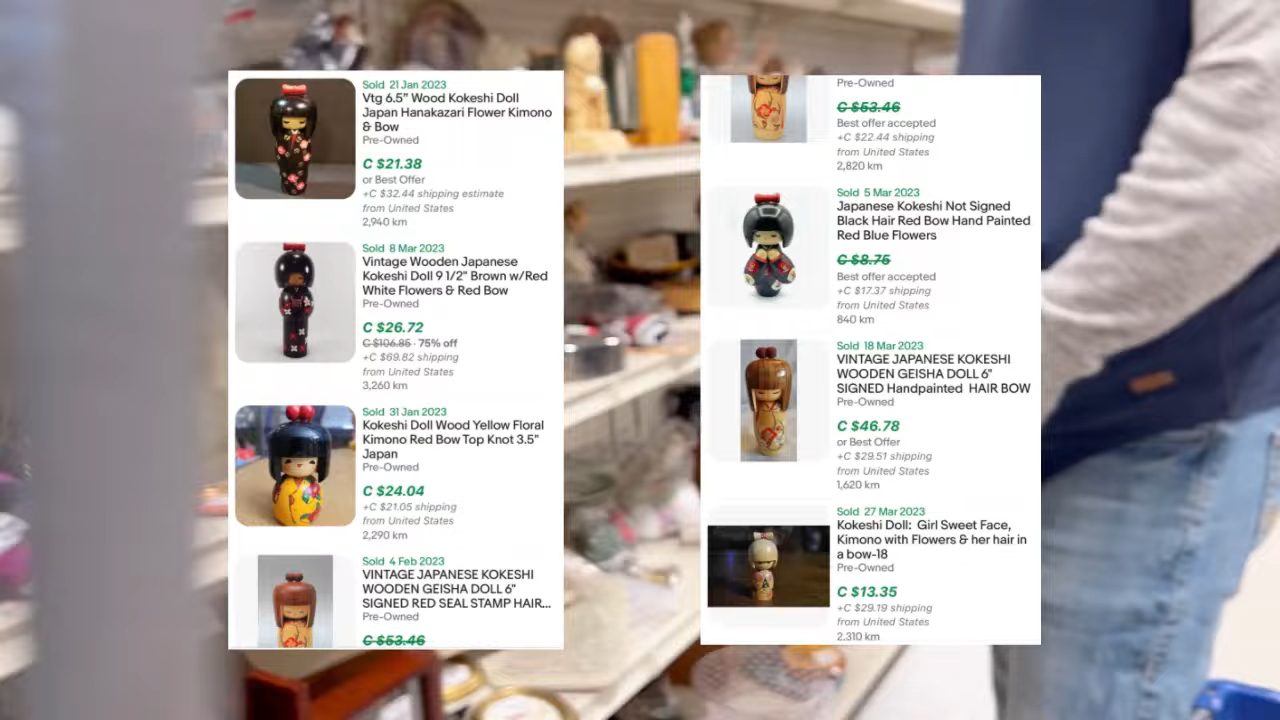 Sold 21 Jan 2023
Vtg 6.5" Wood Kokeshi Doll
Japan Hanakazari Flower Kimono
& Bow
Pre-Owned
C $21.38
or Best Offer
+C $32.44 shipping estimate
from United States
2,940 km
Sold 8 Mar 2023
Vintage Wooden Japanese
Kokeshi Doll 9 1/2" Brown w/Red
White Flowers & Red Bow
Pre-Owned
C $26.72
C $106.85 · 75% off
+C $69.82 shipping
from United States
3,260 km
Sold 31 Jan 2023
Kokeshi Doll Wood Yellow Floral
Kimono Red Bow Top Knot 3.5"
Japan
Pre-Owned
C $24.04
+C $21.05 shipping
from United States
2,290 km
Sold 4 Feb 2023
VINTAGE JAPANESE KOKESHI
WOODEN GEISHA DOLL 6"
SIGNED RED SEAL STAMP HAIR...
Pre-Owned
C $53.46
Pre-Owned
C $53.46
Best offer accepted
+C $22.44 shipping
from United States
2,820 km
Sold 5 Mar 2023
Japanese Kokeshi Not Signed
Black Hair Red Bow Hand Painted
Red Blue Flowers
C $8.75
Best offer accepted
+C $17.37 shipping
from United States
840 km
Sold 18 Mar 2023
VINTAGE JAPANESE KOKESHI
WOODEN GEISHA DOLL 6"
SIGNED Handpainted HAIR BOW
Pre-Owned
C $46.78
or Best Offer
+C $29.51 shipping
from United States
1,620 km
Sold 27 Mar 2023
Kokeshi Doll: Girl Sweet Face,
Kimono with Flowers & her hair in
a bow-18
Pre-Owned
C $13.35
+C $29.19 shipping
from United States
2,310 km